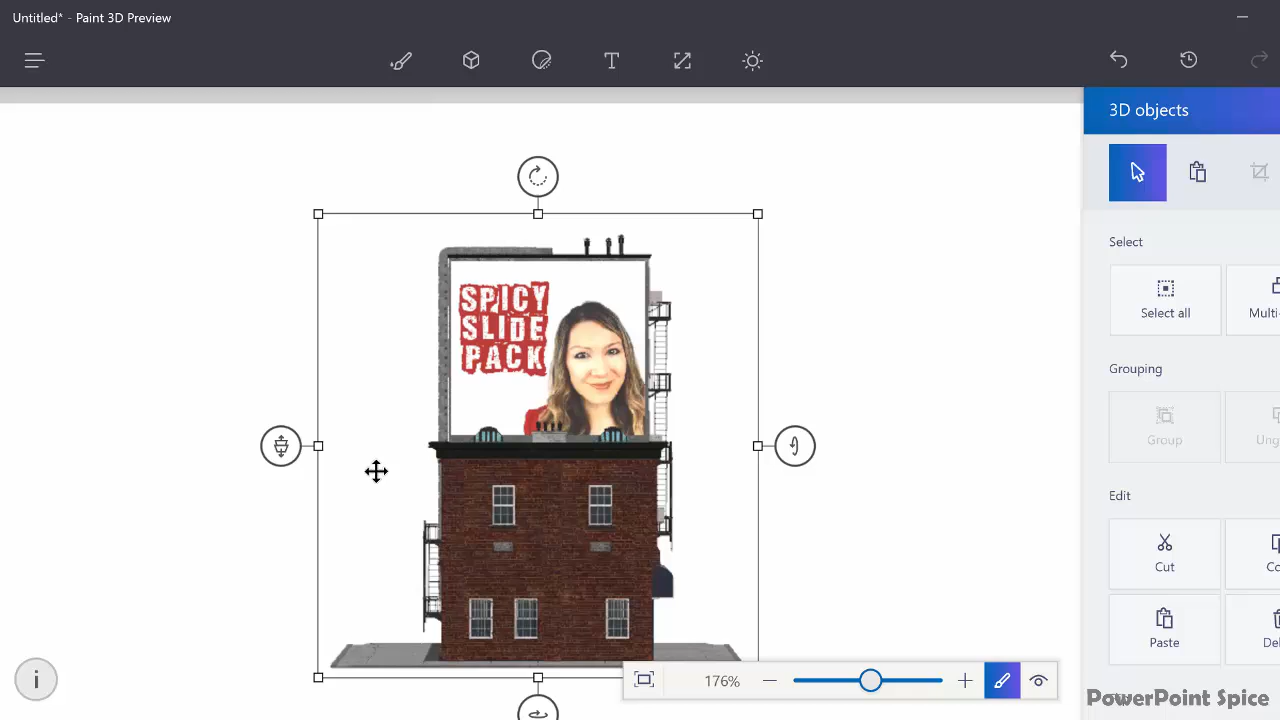 Untitled* - Paint 3D Preview
3D objects
Select
Select all
Multi-
Grouping
Group
Ung
Edit
Cut
Co
Paste
Del
SPICY
SLIDE
PACK
176%
PowerPoint Spice